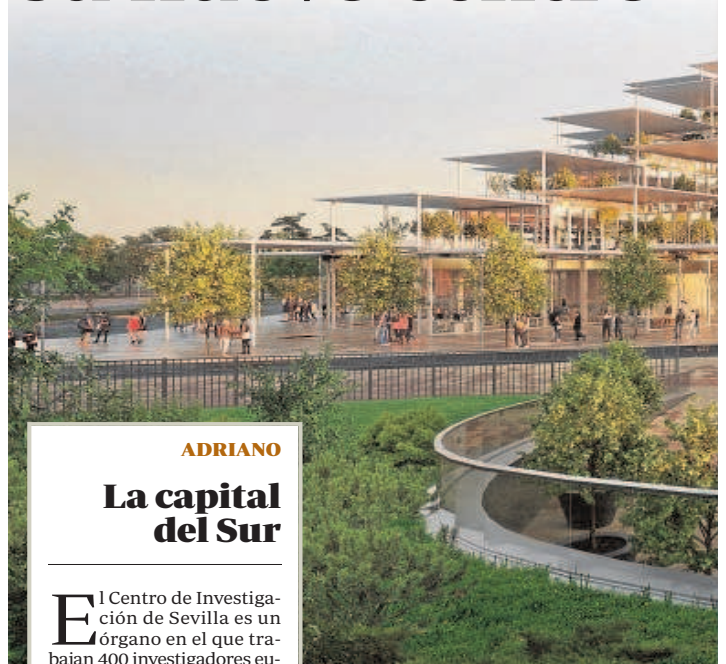 ADRIANO
La capital
del Sur
El Centro de Investiga-
ción de Sevilla es un
órgano en el que tra-
bajan 400 investigadores eu-